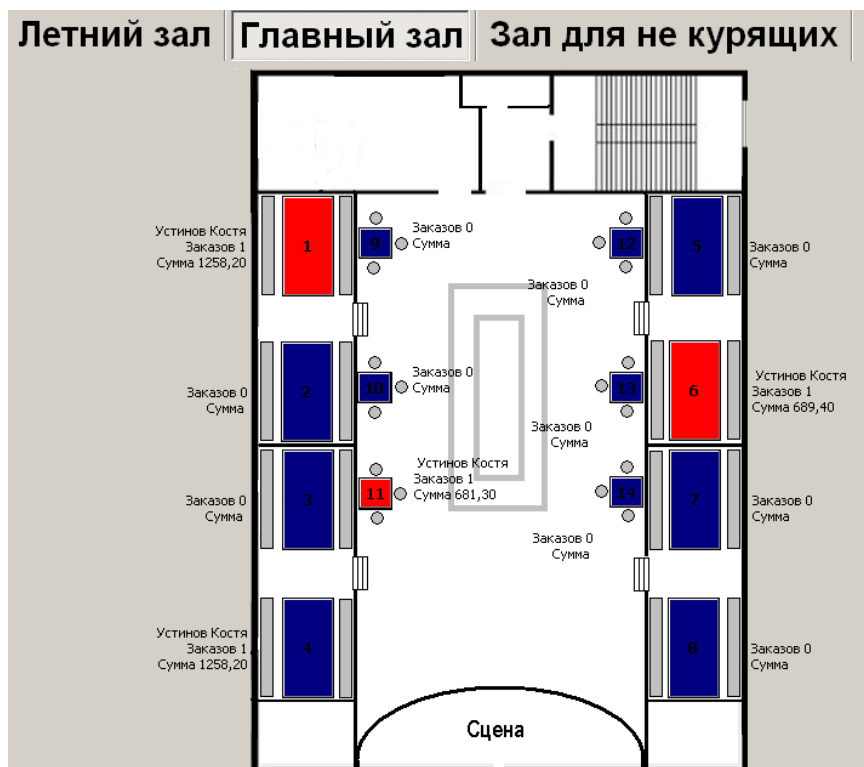 Летний зал Главный зал Зал для не курящих
Устинов Костя
Заказов 1
Сумма 1258,20
1
9
Заказов 0
Сумма
12
5
Заказов 0
Сумма
Заказов 0
Сумма
Заказов 0
Сумма
2
10
Заказов 0
Сумма
13
6
Устинов Костя
Заказов 1
Сумма 689,40
Заказов 0
Сумма
Заказов 0
Сумма
3
11
Устинов Костя
Заказов 1
Сумма 681,30
14
7
Заказов 0
Сумма
Заказов 0
Сумма
Устинов Костя
Заказов 1
Сумма 1258,20
4
8
Заказов 0
Сумма
Сцена